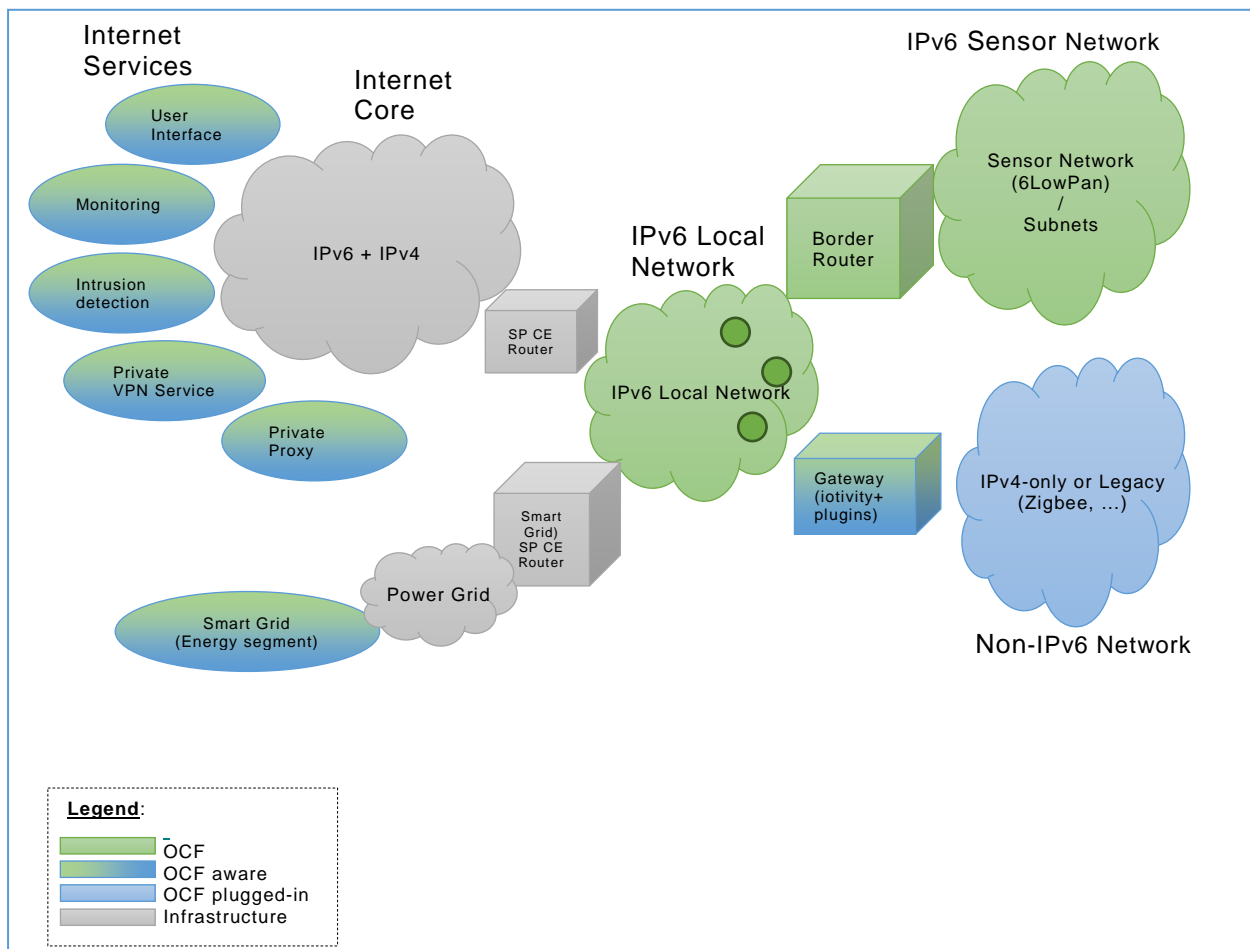 Internet
Services
Internet
Core
IPv6 Sensor Network
User
Interface
Monitoring
Intrusion
detection
Private
VPN Service
Private
Proxy
IPv6 + IPv4
SP CE
Router
IPv6 Local
Network
IPv6 Local Network
Border
Router
Sensor Network
(6LowPan)
/
Subnets
Gateway
(iotivity+
plugins)
IPv4-only or Legacy
(Zigbee, ...)
Non-IPv6 Network
Smart
Grid)
SP CE
Router
Power Grid
Smart Grid
(Energy segment)
Legend:
OCF
OCF aware
OCF plugged-in
Infrastructure